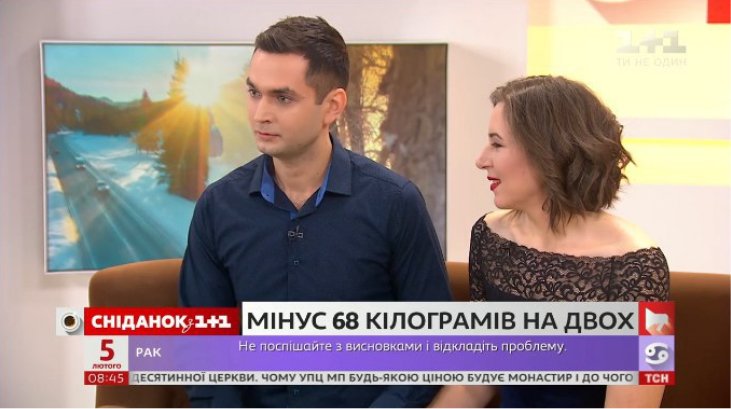 1+1
ТИ НЕ ОДИН
СНІДАНОК з 1+1
МІНУС 68 КІЛОГРАМІВ НА ДВОХ
5
ЛЮТОГО
РАК
Не поспішайте з висновками і відкладіть проблему.
08:45
ДЕСЯТИННОЇ ЦЕРКВИ. ЧОМУ УПЦ МП БУДЬ-ЯКОЮ ЦІНОЮ БУДУЄ МОНАСТИР І ДО ЧОГО
ТСН